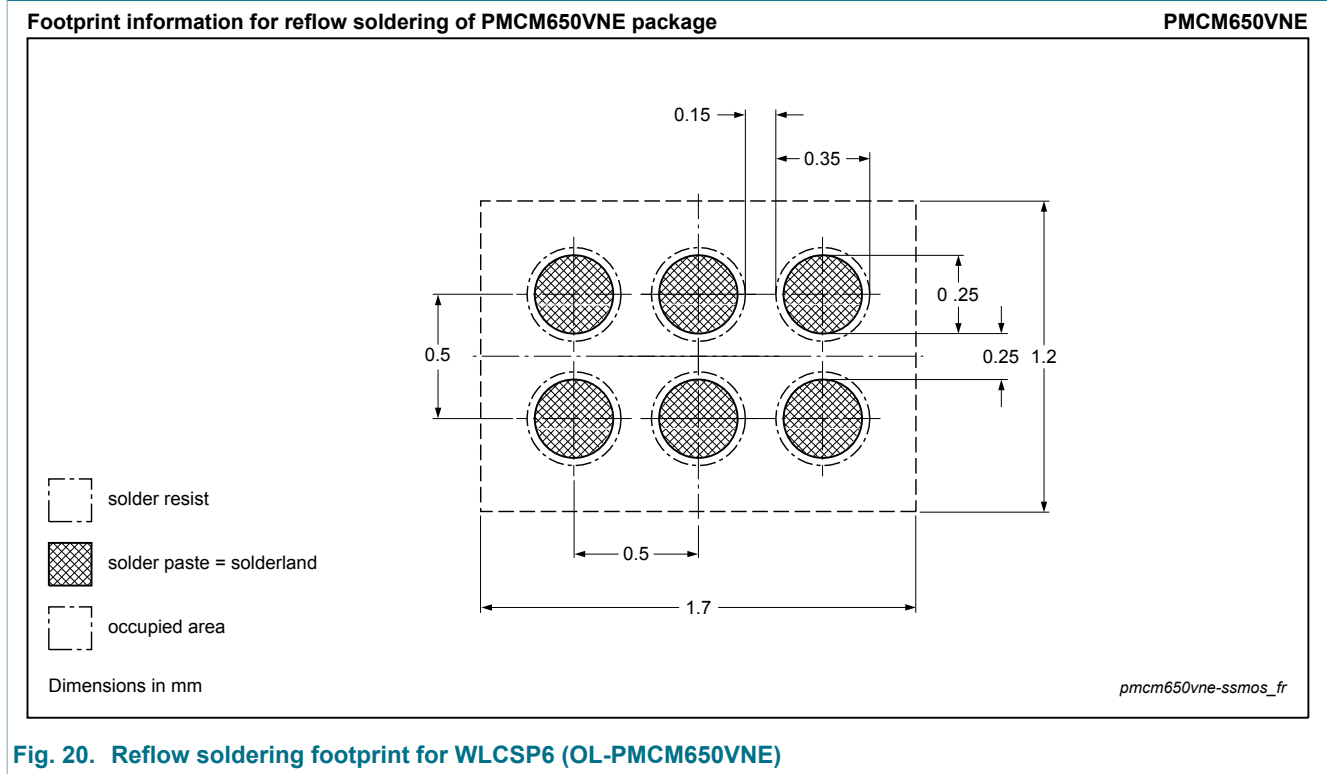 Footprint information for reflow soldering of PMCM650VNE package PMCM650VNE
0.15
0.35
0 .25
0.5
0.25 1.2
solder resist
0.5
solder paste = solderland
1.7
occupied area
Dimensions in mm
pmcm650vne-ssmos_fr
Fig. 20. Reflow soldering footprint for WLCSP6 (OL-PMCM650VNE)